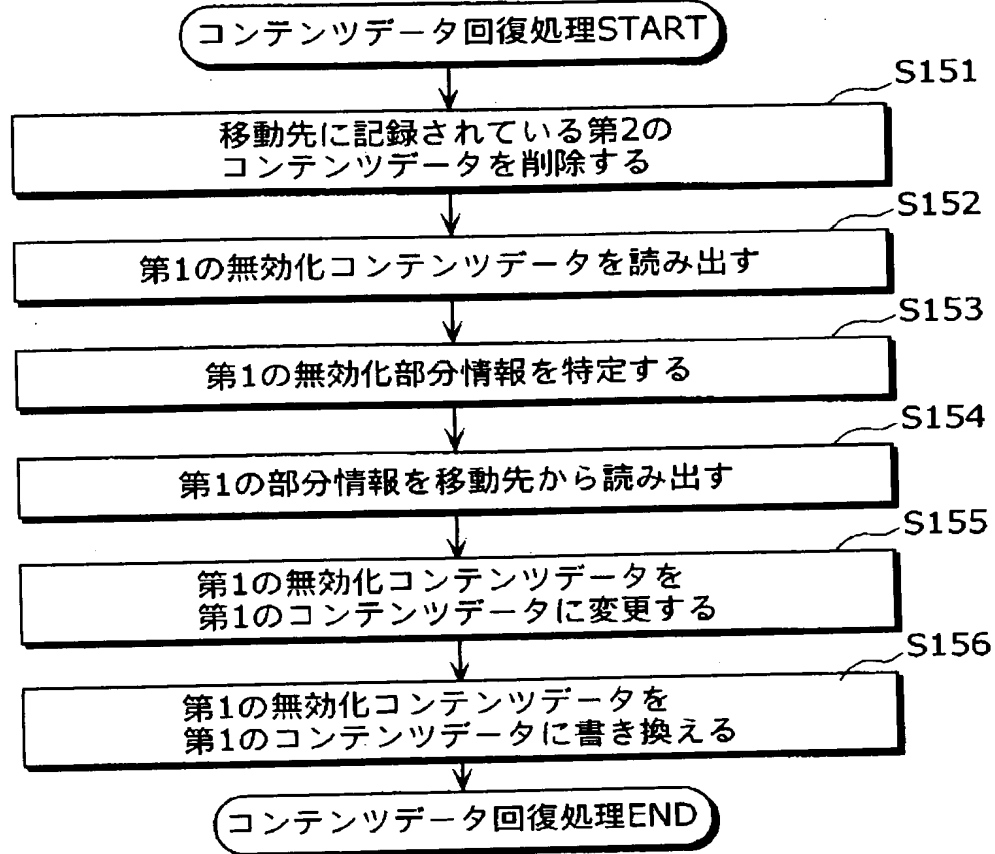 コンテンツデータ回復処理START
S151
移動先に記録されている第2の
コンテンツデータを削除する
S152
第1の無効化コンテンツデータを読み出す
S153
第1の無効化部分情報を特定する
S154
第1の部分情報を移動先から読み出す
S155
第1の無効化コンテンツデータを
第1のコンテンツデータに変更する
S156
第1の無効化コンテンツデータを
第1のコンテンツデータに書き換える
コンテンツデータ回復処理END